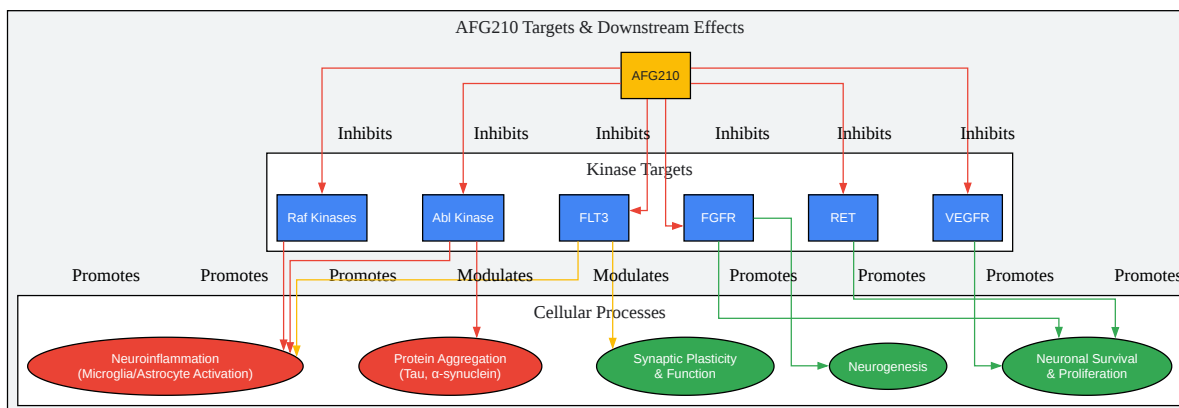 AFG210 Targets & Downstream Effects
AFG210
Inhibits Inhibits Inhibits Inhibits Inhibits Inhibits
Kinase Targets
Raf Kinases Abl Kinase FLT3 FGFR RET VEGFR
Promotes Promotes Promotes Modulates Modulates Promotes Promotes Promotes Promotes
Cellular Processes
Neuroinflammation
(Microglia/Astrocyte Activation)
Protein Aggregation
(Tau, α-synuclein)
Synaptic Plasticity
& Function
Neurogenesis
Neuronal Survival
& Proliferation